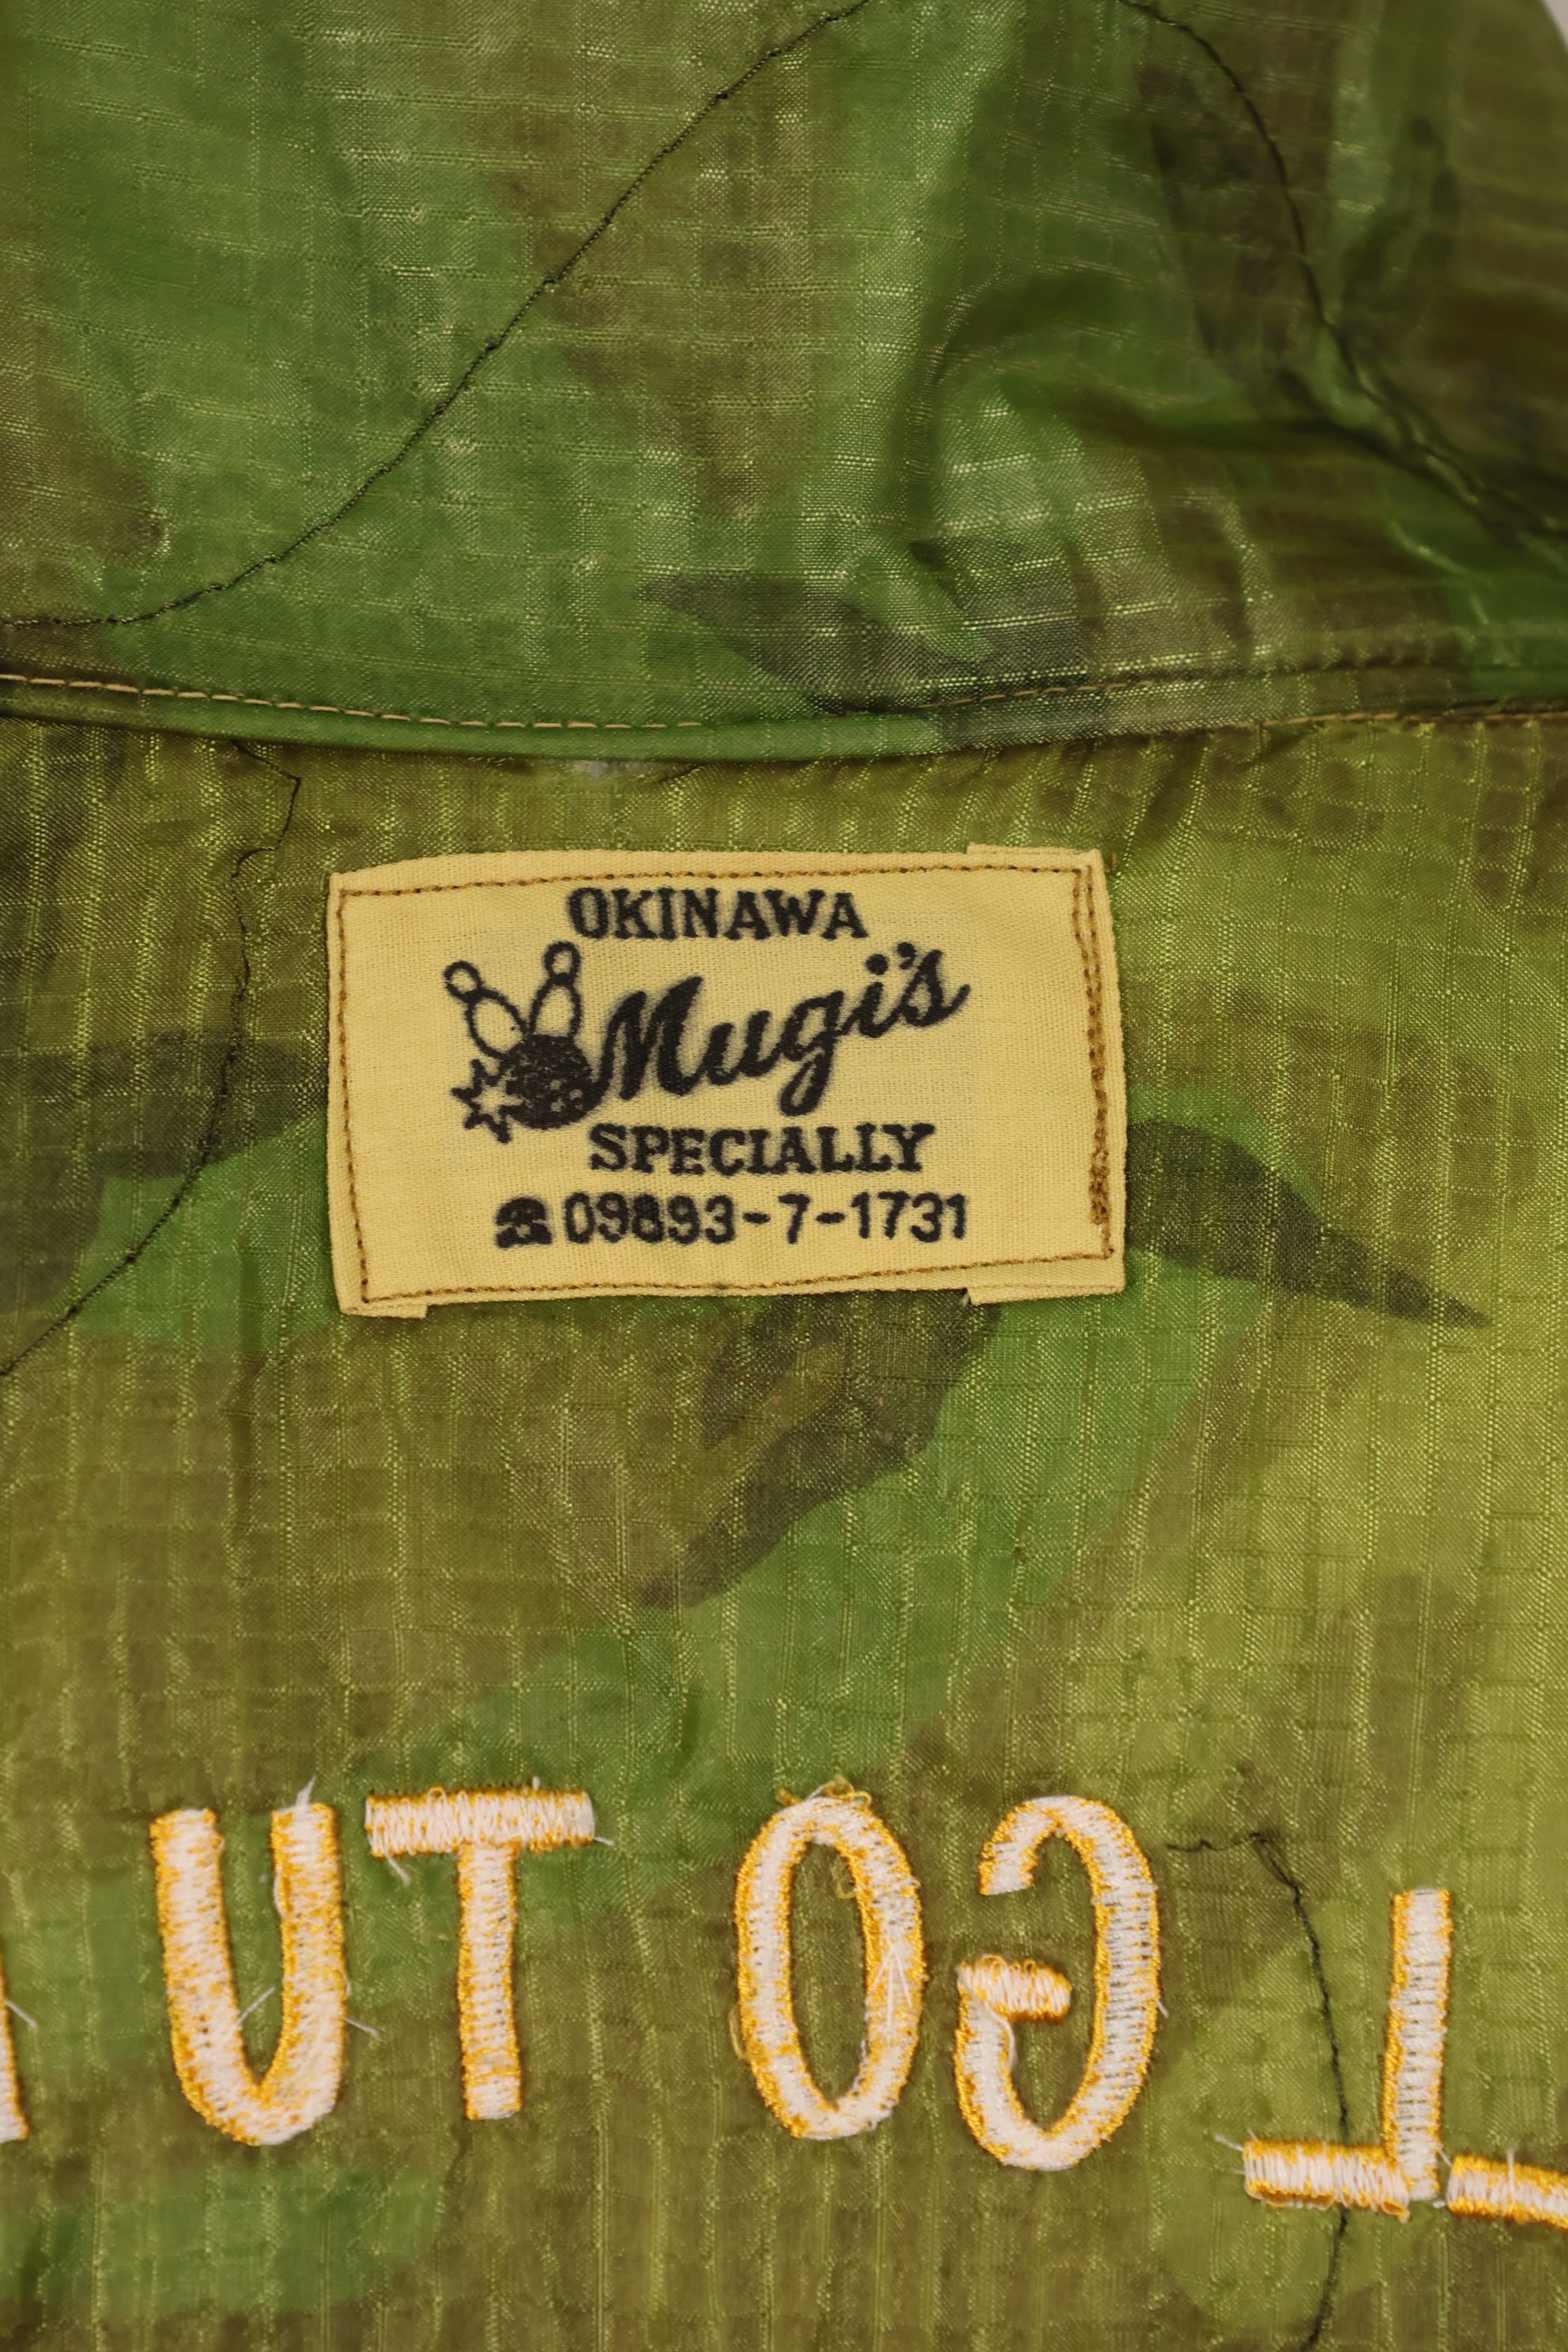 OKINAWA
Mugi's
SPECIALLY
☎09893-7-1731
L GO TU